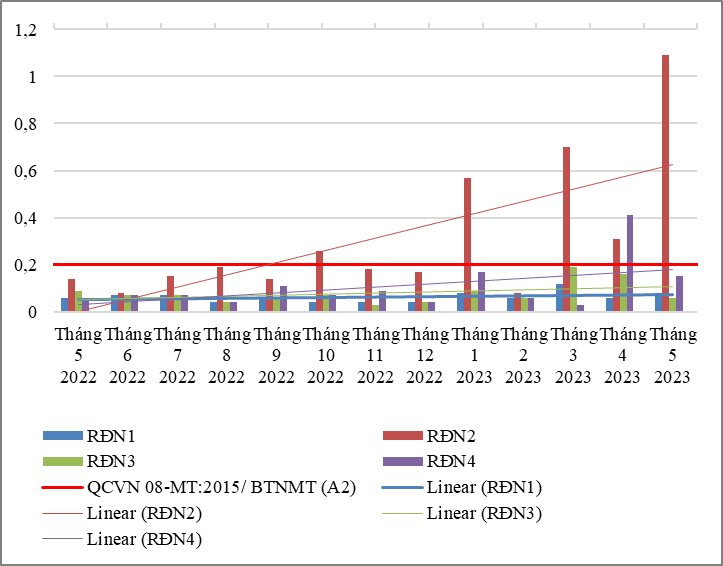 1,2
1
0,8
0,6
0,4
0,2
0
Tháng Tháng Tháng Tháng Tháng Tháng Tháng Tháng Tháng Tháng Tháng Tháng Tháng
5 6 7 8 9 10 11 12 1 2 3 4 5
2022 2022 2022 2022 2022 2022 2022 2022 2023 2023 2023 2023 2023
RĐN1 RĐN2
RĐN3 RĐN4
QCVN 08-MT:2015/ BTNMT (A2) Linear (RĐN1)
Linear (RĐN2) Linear (RĐN3)
Linear (RĐN4)